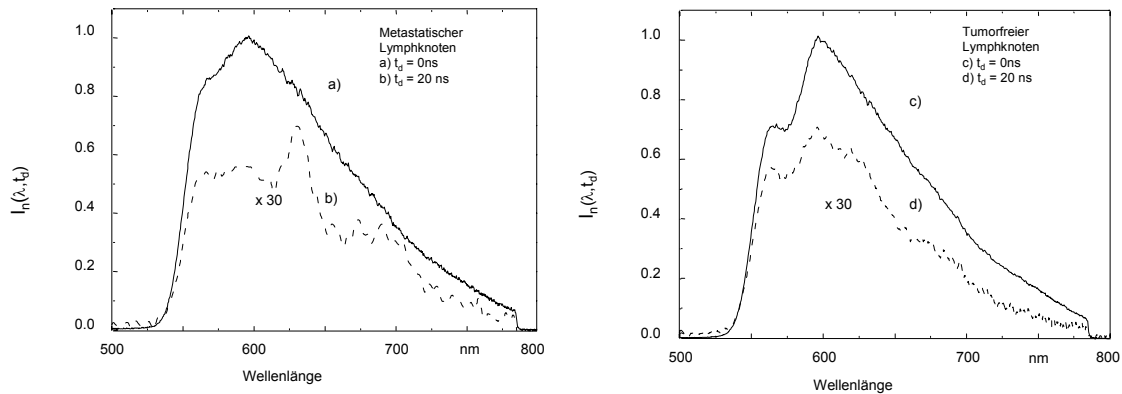 Metastatischer
Lymphknoten
a) t_d = 0ns
b) t_d = 20 ns
a)
b)
x 30
1.0
0.8
0.6
0.4
0.2
0.0
I_n(λ,t_d)
500
550
600
650
700
nm
800
Wellenlänge
Tumorfreier
Lymphknoten
c) t_d = 0ns
d) t_d = 20 ns
c)
d)
x 30
1.0
0.8
0.6
0.4
0.2
0.0
I_n(λ,t_d)
500
600
700
800
nm
Wellenlänge